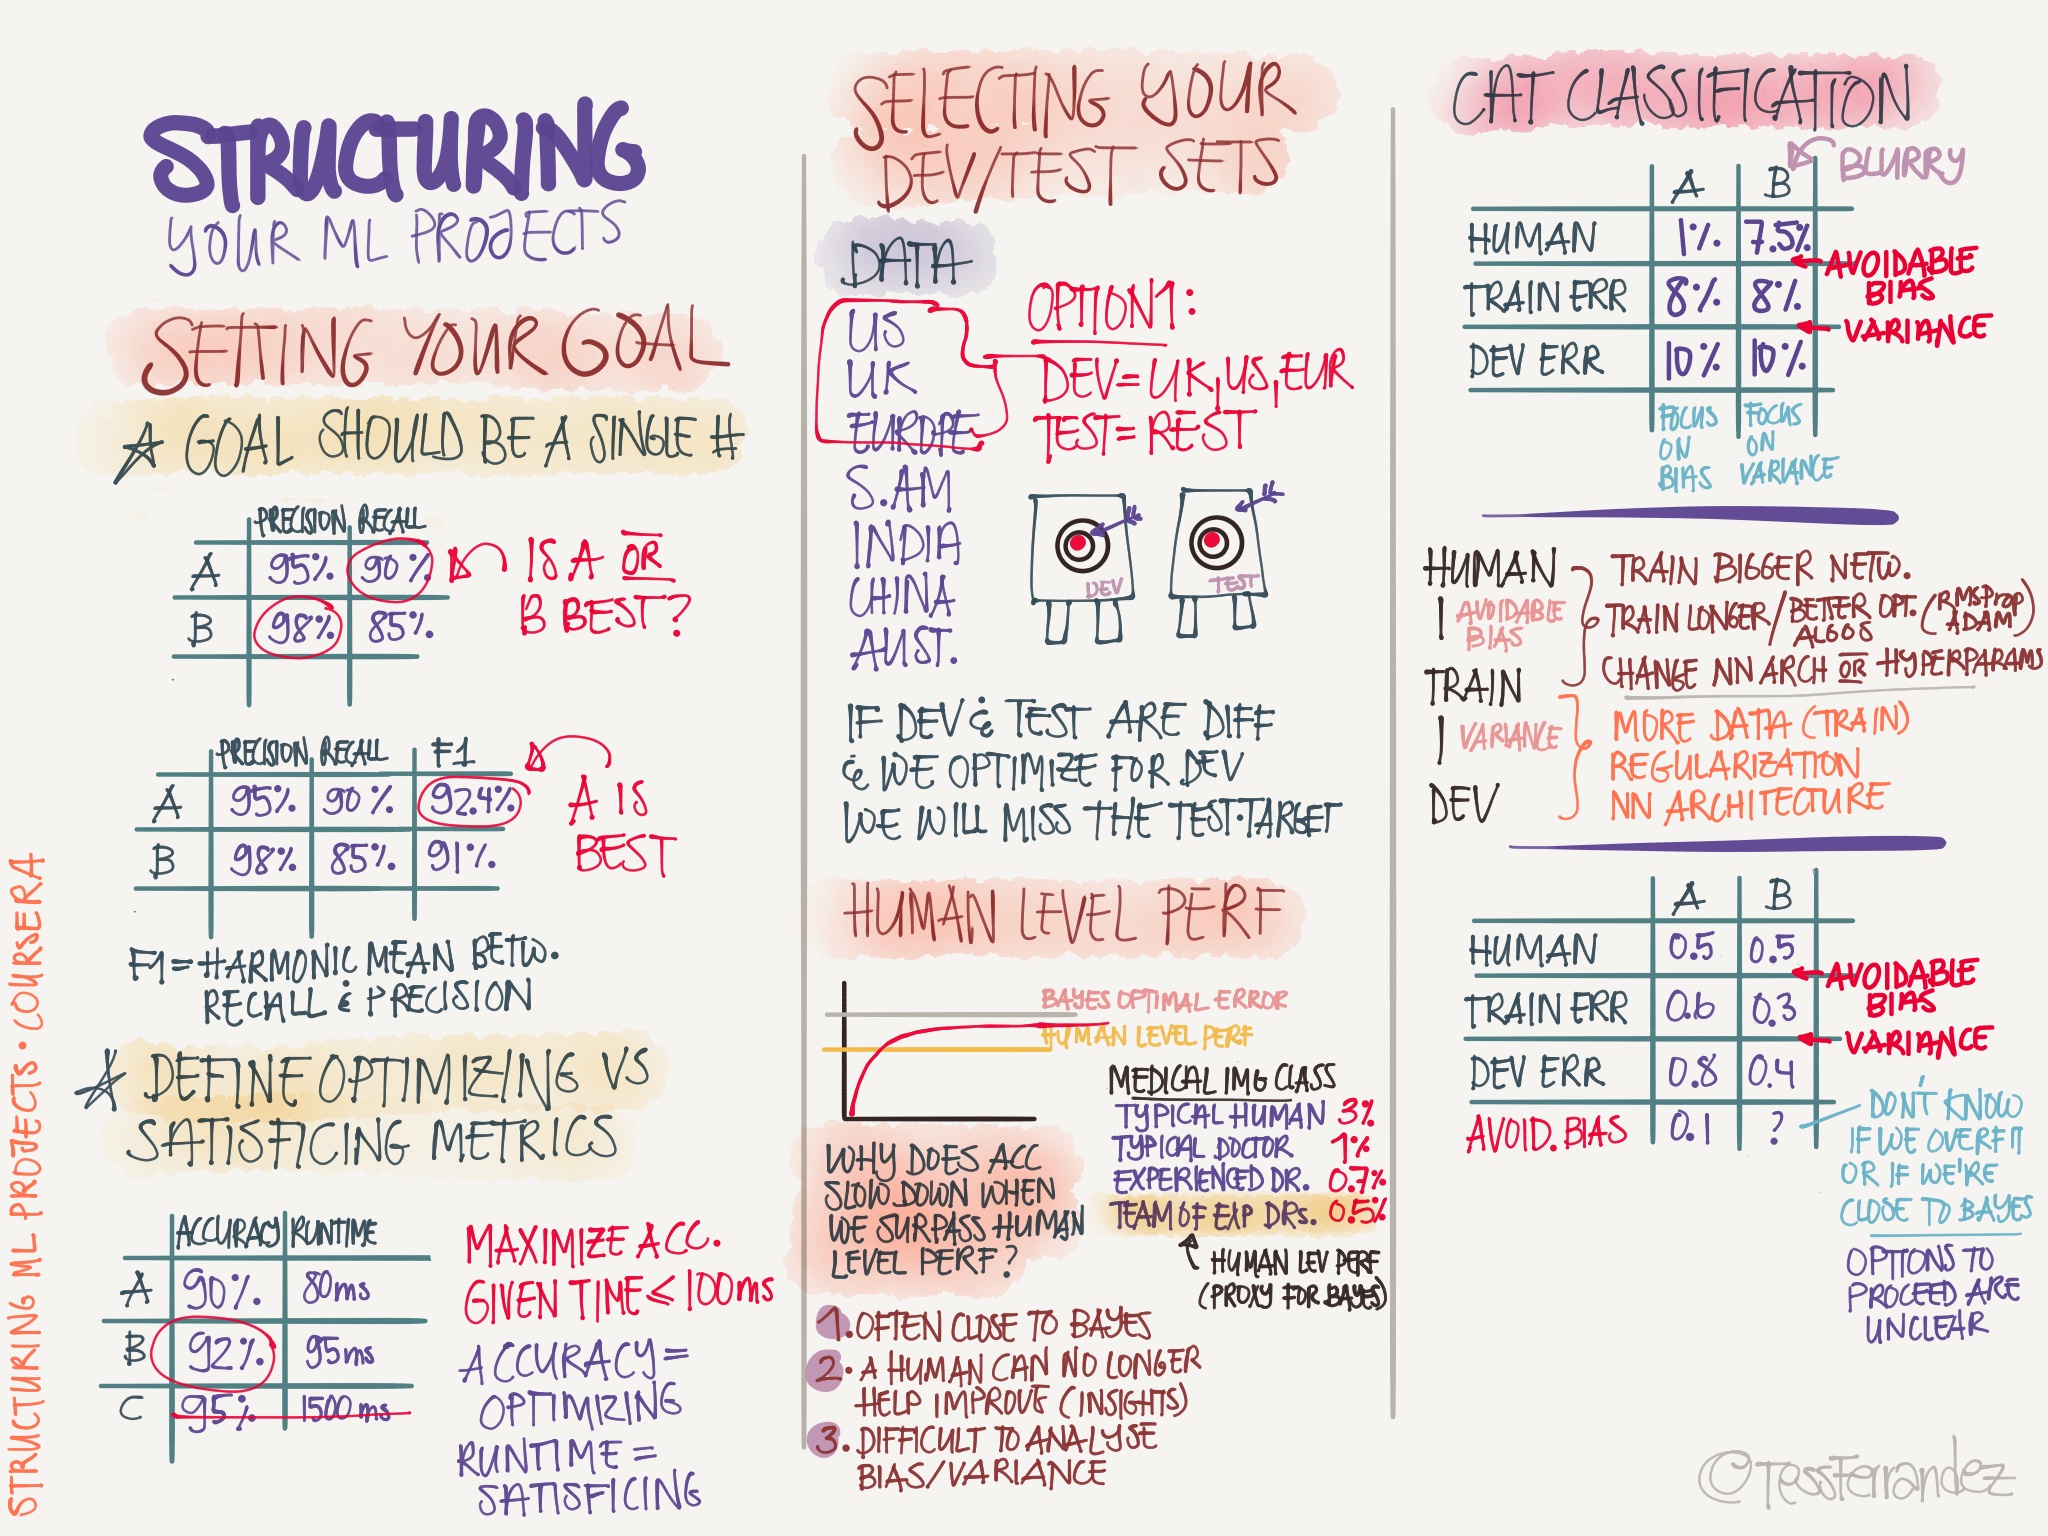 STRUCTURING
YOUR ML PROJECTS
SETTING YOUR GOAL
☆ GOAL SHOULD BE A SINGLE #
PRECISION RECALL
A 95% 90%
B 98% 85%
IS A OR
B BEST?
PRECISION RECALL F1
A 95% 90% 92.4%
B 98% 85% 91%
A IS
BEST
F1 = HARMONIC MEAN BETW.
RECALL & PRECISION
☆ DEFINE OPTIMIZING VS
SATISFICING METRICS
ACCURACY RUNTIME
A 90% 80ms
B 92% 95ms
C 95% 1500 ms
MAXIMIZE ACC.
GIVEN TIME ≤ 100ms
ACCURACY =
OPTIMIZING
RUNTIME =
SATISFICING
STRUCTURING ML PROJECTS · COURSERA
SELECTING YOUR
DEV/TEST SETS
DATA
US
UK
EUROPE
S.AM
INDIA
CHINA
AUST.
OPTION1:
DEV = UK, US, EUR
TEST = REST
DEV
TEST
IF DEV & TEST ARE DIFF
& WE OPTIMIZE FOR DEV
WE WILL MISS THE TEST·TARGET
HUMAN LEVEL PERF
BAYES OPTIMAL ERROR
HUMAN LEVEL PERF
MEDICAL IMG CLASS
TYPICAL HUMAN 3%
TYPICAL DOCTOR 1%
EXPERIENCED DR. 0.7%
TEAM OF EXP DRs. 0.5%
HUMAN LEV PERF
(PROXY FOR BAYES)
WHY DOES ACC
SLOW DOWN WHEN
WE SURPASS HUMAN
LEVEL PERF?
1. OFTEN CLOSE TO BAYES
2. A HUMAN CAN NO LONGER
HELP IMPROVE (INSIGHTS)
3. DIFFICULT TO ANALYSE
BIAS/VARIANCE
CAT CLASSIFICATION
BLURRY
A B
HUMAN 1% 7.5%
AVOIDABLE
BIAS
TRAIN ERR 8% 8%
VARIANCE
DEV ERR 10% 10%
FOCUS
ON
BIAS
FOCUS
ON
VARIANCE
HUMAN
AVOIDABLE
BIAS
TRAIN
VARIANCE
DEV
TRAIN BIGGER NETW.
TRAIN LONGER / BETTER OPT. ALGOS (RMSProp ADAM)
CHANGE NN ARCH OR HYPERPARAMS
MORE DATA (TRAIN)
REGULARIZATION
NN ARCHITECTURE
A B
HUMAN 0.5 0.5
AVOIDABLE
BIAS
TRAIN ERR 0.6 0.3
VARIANCE
DEV ERR 0.8 0.4
AVOID. BIAS 0.1 ?
DON'T KNOW
IF WE OVERFIT
OR IF WE'RE
CLOSE TO BAYES
OPTIONS TO
PROCEED ARE
UNCLEAR
©TessFerrandez